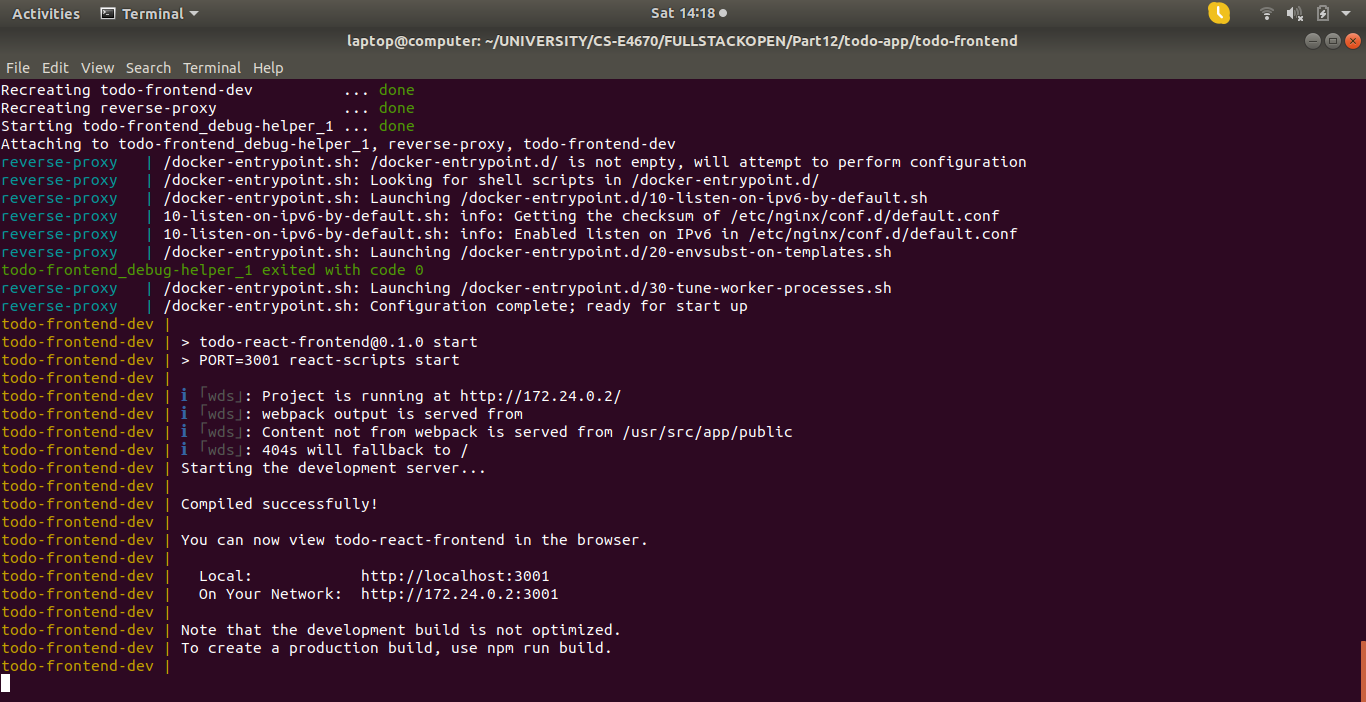 Activities Terminal Sat 14:18
laptop@computer: ~/UNIVERSITY/CS-E4670/FULLSTACKOPEN/Part12/todo-app/todo-frontend
File Edit View Search Terminal Help
Recreating todo-frontend-dev ... done
Recreating reverse-proxy ... done
Starting todo-frontend_debug-helper_1 ... done
Attaching to todo-frontend_debug-helper_1, reverse-proxy, todo-frontend-dev
reverse-proxy | /docker-entrypoint.sh: /docker-entrypoint.d/ is not empty, will attempt to perform configuration
reverse-proxy | /docker-entrypoint.sh: Looking for shell scripts in /docker-entrypoint.d/
reverse-proxy | /docker-entrypoint.sh: Launching /docker-entrypoint.d/10-listen-on-ipv6-by-default.sh
reverse-proxy | 10-listen-on-ipv6-by-default.sh: info: Getting the checksum of /etc/nginx/conf.d/default.conf
reverse-proxy | 10-listen-on-ipv6-by-default.sh: info: Enabled listen on IPv6 in /etc/nginx/conf.d/default.conf
reverse-proxy | /docker-entrypoint.sh: Launching /docker-entrypoint.d/20-envsubst-on-templates.sh
todo-frontend_debug-helper_1 exited with code 0
reverse-proxy | /docker-entrypoint.sh: Launching /docker-entrypoint.d/30-tune-worker-processes.sh
reverse-proxy | /docker-entrypoint.sh: Configuration complete; ready for start up
todo-frontend-dev |
todo-frontend-dev | > todo-react-frontend@0.1.0 start
todo-frontend-dev | > PORT=3001 react-scripts start
todo-frontend-dev |
todo-frontend-dev | ℹ 「wds」: Project is running at http://172.24.0.2/
todo-frontend-dev | ℹ 「wds」: webpack output is served from
todo-frontend-dev | ℹ 「wds」: Content not from webpack is served from /usr/src/app/public
todo-frontend-dev | ℹ 「wds」: 404s will fallback to /
todo-frontend-dev | Starting the development server...
todo-frontend-dev |
todo-frontend-dev | Compiled successfully!
todo-frontend-dev |
todo-frontend-dev | You can now view todo-react-frontend in the browser.
todo-frontend-dev |
todo-frontend-dev | Local: http://localhost:3001
todo-frontend-dev | On Your Network: http://172.24.0.2:3001
todo-frontend-dev |
todo-frontend-dev | Note that the development build is not optimized.
todo-frontend-dev | To create a production build, use npm run build.
todo-frontend-dev |